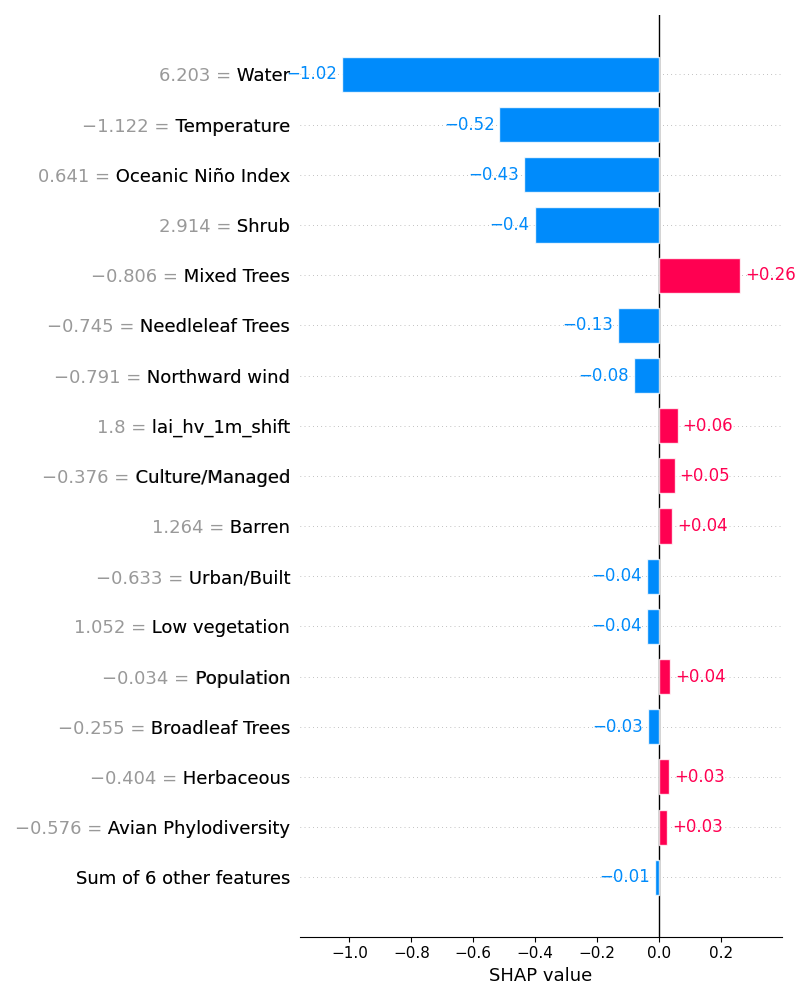 6.203 = Water −1.02
−1.122 = Temperature −0.52
0.641 = Oceanic Niño Index −0.43
2.914 = Shrub −0.4
−0.806 = Mixed Trees +0.26
−0.745 = Needleleaf Trees −0.13
−0.791 = Northward wind −0.08
1.8 = lai_hv_1m_shift +0.06
−0.376 = Culture/Managed +0.05
1.264 = Barren +0.04
−0.633 = Urban/Built −0.04
1.052 = Low vegetation −0.04
−0.034 = Population +0.04
−0.255 = Broadleaf Trees −0.03
−0.404 = Herbaceous +0.03
−0.576 = Avian Phylodiversity +0.03
Sum of 6 other features −0.01
−1.0 −0.8 −0.6 −0.4 −0.2 0.0 0.2
SHAP value